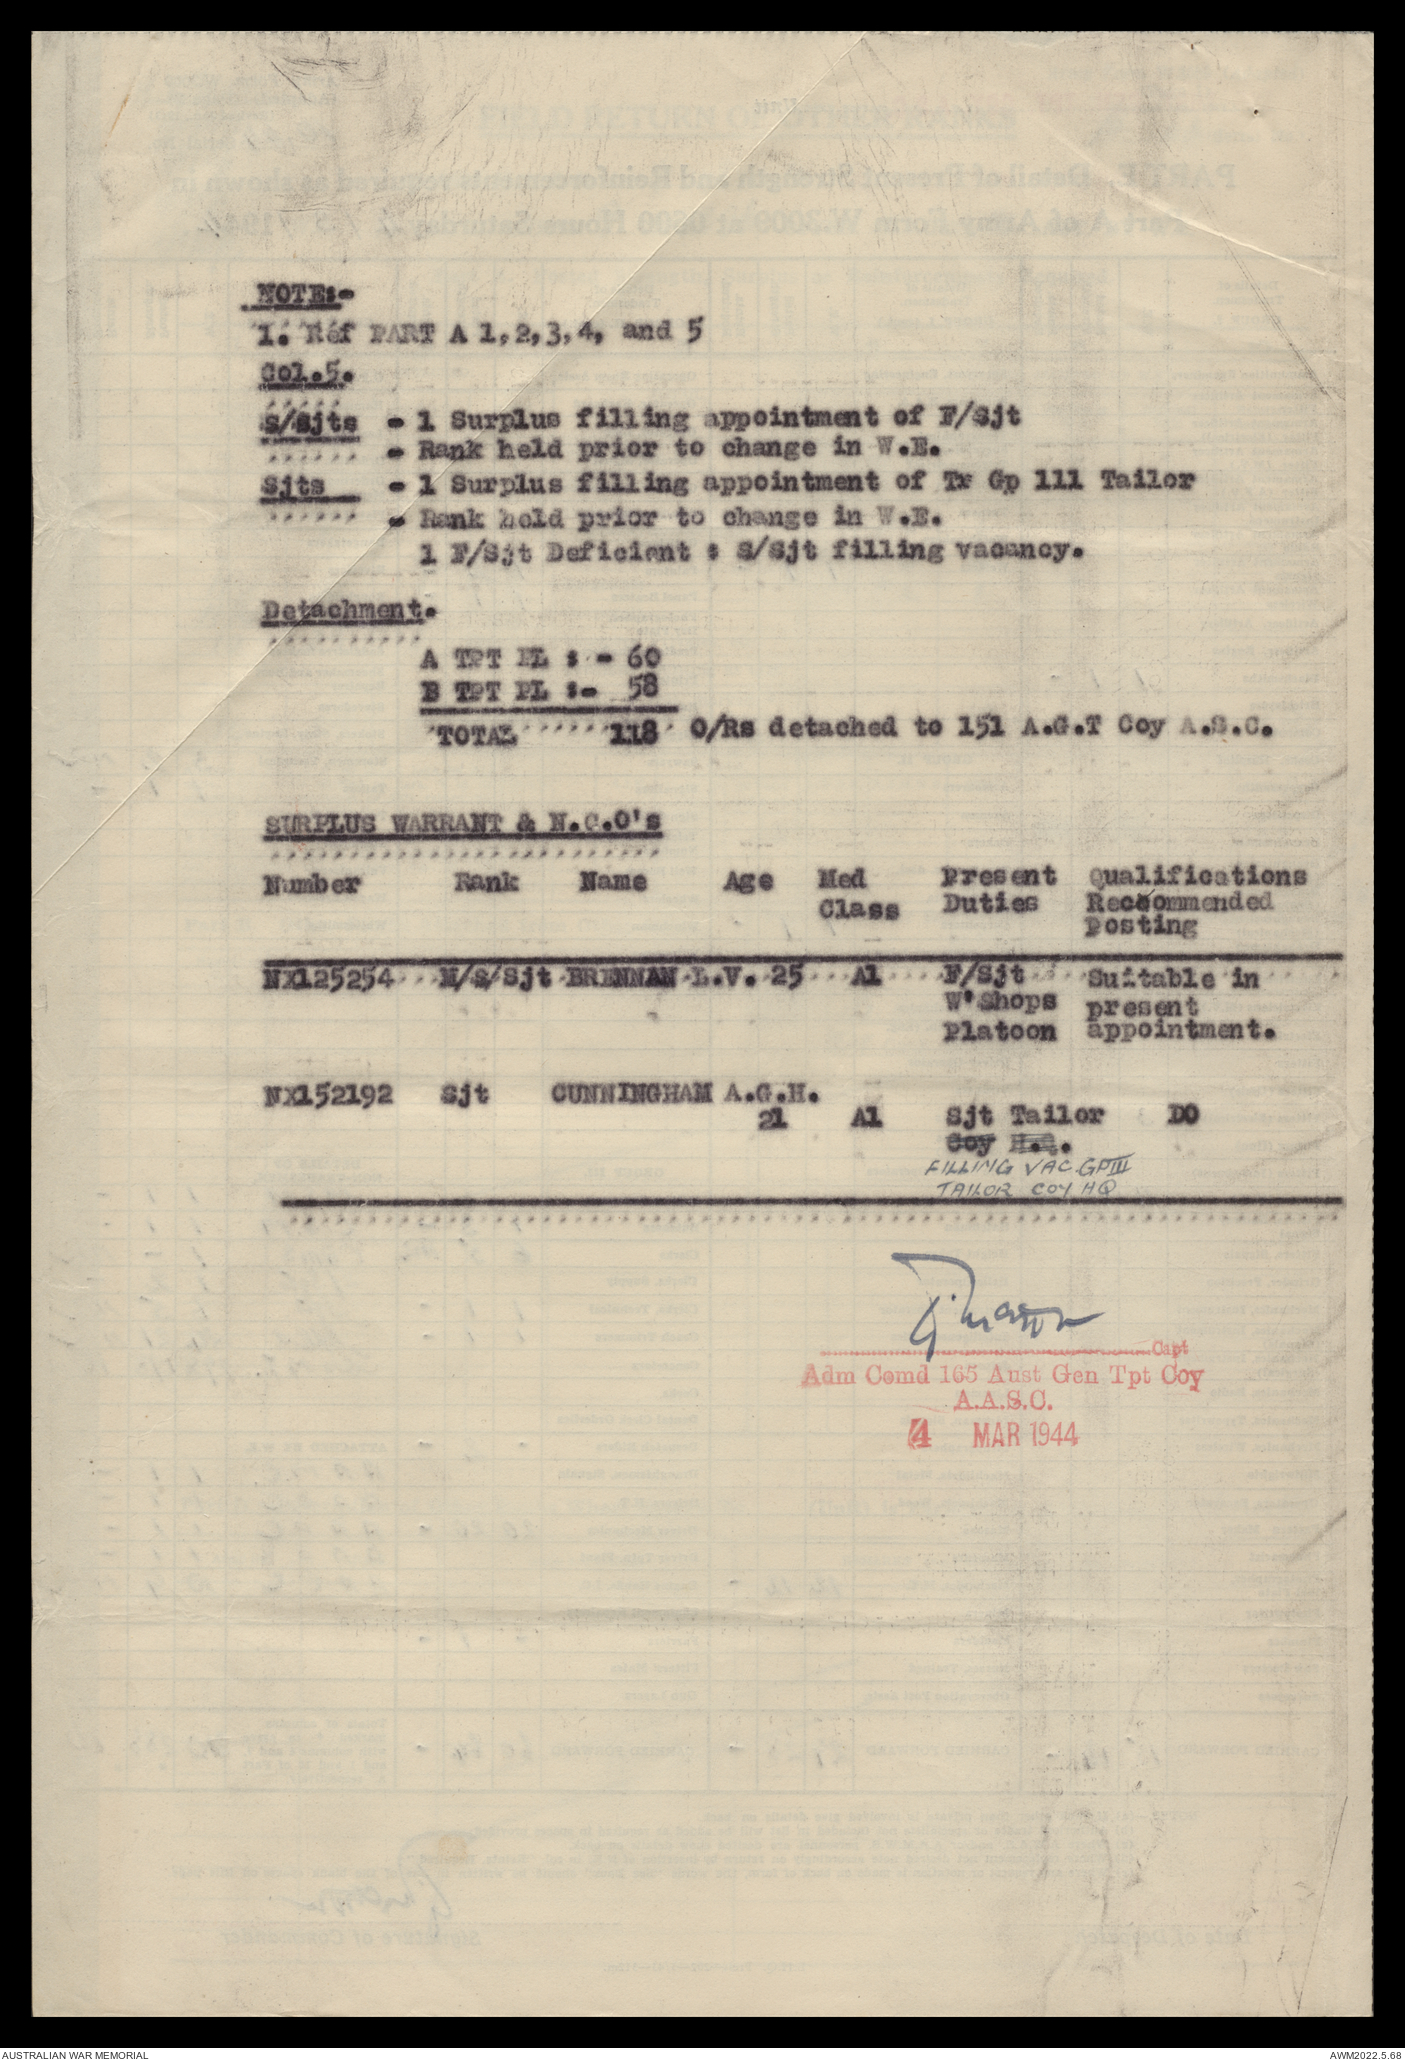 NOTE:-
1. Ref PART A 1,2,3,4, and 5
Col.5.
S/Sjts - 1 Surplus filling appointment of F/Sjt
- Rank held prior to change in W.E.
Sjts - 1 Surplus filling appointment of Tr Gp 111 Tailor
- Rank held prior to change in W.E.
1 F/Sjt Deficient : S/Sjt filling vacancy.
Detachment.
A TPT PL :- 60
B TPT PL :- 58
TOTAL 118 O/Rs detached to 151 A.G.T Coy A.S.C.
SURPLUS WARRANT & N.C.O's
Number Rank Name Age Med Class Present Duties Qualifications Recommended posting
NX125254 M/S/Sjt BRENNAN L.V. 25 A1 F/Sjt Suitable in
W'Shops present
Platoon appointment.
NX152192 Sjt CUNNINGHAM A.G.H.
21 A1 Sjt Tailor DO
Coy H.Q.
FILLING VAC.GP III
TAILOR COY HQ
Capt
Adm Comd 165 Aust Gen Tpt Coy
A.A.S.C.
4 MAR 1944
AUSTRALIAN WAR MEMORIAL AWM2022.5.68